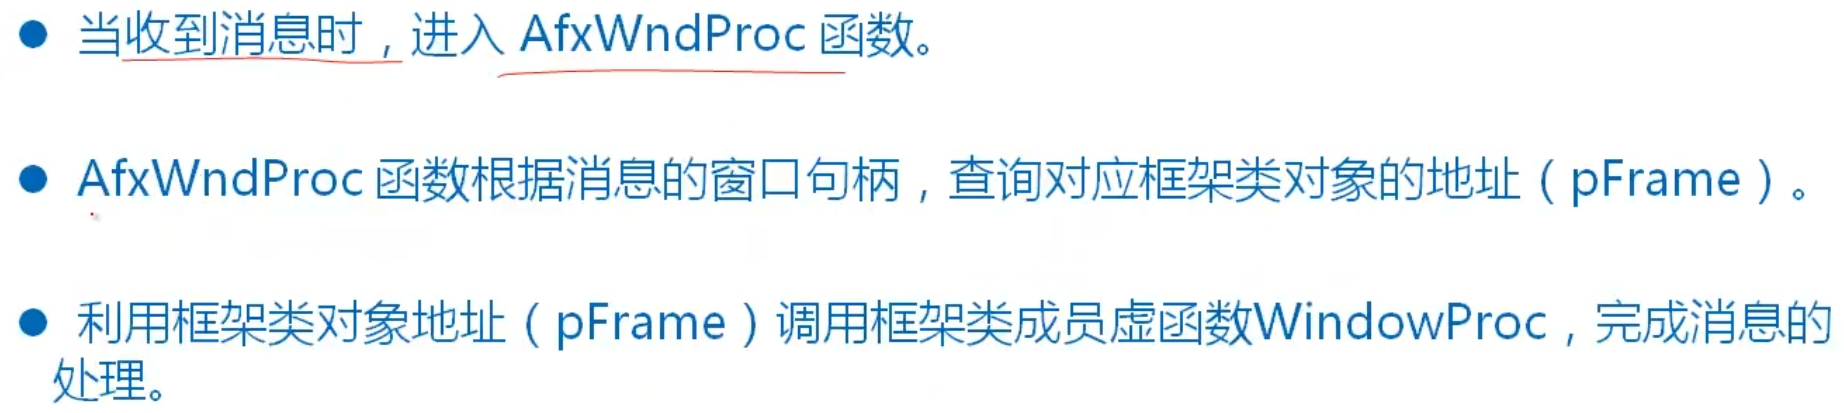 ● 当收到消息时，进入 AfxWndProc 函数。
● AfxWndProc 函数根据消息的窗口句柄，查询对应框架类对象的地址（pFrame）。
● 利用框架类对象地址（pFrame）调用框架类成员虚函数WindowProc，完成消息的
处理。